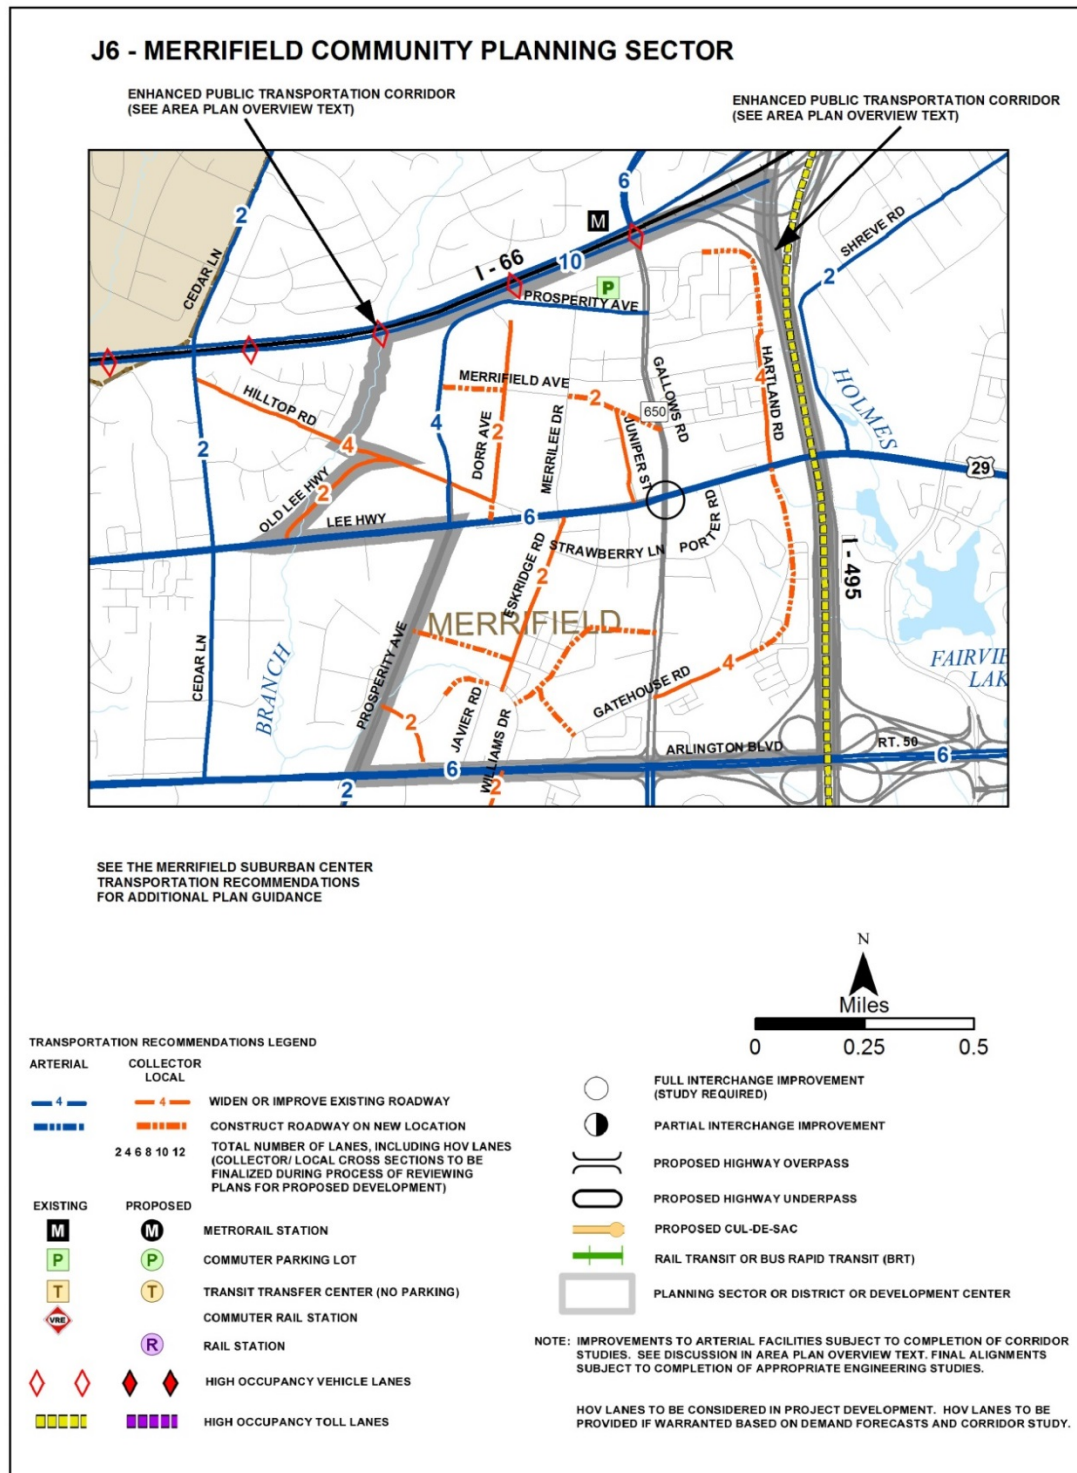 J6 - MERRIFIELD COMMUNITY PLANNING SECTOR
ENHANCED PUBLIC TRANSPORTATION CORRIDOR
(SEE AREA PLAN OVERVIEW TEXT)
ENHANCED PUBLIC TRANSPORTATION CORRIDOR
(SEE AREA PLAN OVERVIEW TEXT)
2
6
M
CEDAR LN
I - 66
10
SHREVE RD
2
P
PROSPERITY AVE
HILLTOP RD
MERRIFIELD AVE
GALLOWS RD
HARTLAND RD
4
HOLMES
2
650
2
4
DORR AVE
2
MERRILEE DR
JUNIPER ST
4
29
OLD LEE HWY
2
LEE HWY
6
PORTER RD
STRAWBERRY LN
ESKRIDGE RD
2
I - 495
MERRIFIELD
CEDAR LN
BRANCH
PROSPERITY AVE
FAIRVIE
LAK
GATEHOUSE RD
4
JAVIER RD
2
WILLIAMS DR
ARLINGTON BLVD
RT. 50
6
6
2
2
SEE THE MERRIFIELD SUBURBAN CENTER
TRANSPORTATION RECOMMENDATIONS
FOR ADDITIONAL PLAN GUIDANCE
N
Miles
0 0.25 0.5
TRANSPORTATION RECOMMENDATIONS LEGEND
ARTERIAL COLLECTOR
LOCAL
4 4 WIDEN OR IMPROVE EXISTING ROADWAY
CONSTRUCT ROADWAY ON NEW LOCATION
2 4 6 8 10 12 TOTAL NUMBER OF LANES, INCLUDING HOV LANES
(COLLECTOR/ LOCAL CROSS SECTIONS TO BE
FINALIZED DURING PROCESS OF REVIEWING
PLANS FOR PROPOSED DEVELOPMENT)
EXISTING PROPOSED
M M METRORAIL STATION
P P COMMUTER PARKING LOT
T T TRANSIT TRANSFER CENTER (NO PARKING)
VRE COMMUTER RAIL STATION
R RAIL STATION
HIGH OCCUPANCY VEHICLE LANES
HIGH OCCUPANCY TOLL LANES
FULL INTERCHANGE IMPROVEMENT
(STUDY REQUIRED)
PARTIAL INTERCHANGE IMPROVEMENT
PROPOSED HIGHWAY OVERPASS
PROPOSED HIGHWAY UNDERPASS
PROPOSED CUL-DE-SAC
RAIL TRANSIT OR BUS RAPID TRANSIT (BRT)
PLANNING SECTOR OR DISTRICT OR DEVELOPMENT CENTER
NOTE: IMPROVEMENTS TO ARTERIAL FACILITIES SUBJECT TO COMPLETION OF CORRIDOR
STUDIES. SEE DISCUSSION IN AREA PLAN OVERVIEW TEXT. FINAL ALIGNMENTS
SUBJECT TO COMPLETION OF APPROPRIATE ENGINEERING STUDIES.
HOV LANES TO BE CONSIDERED IN PROJECT DEVELOPMENT. HOV LANES TO BE
PROVIDED IF WARRANTED BASED ON DEMAND FORECASTS AND CORRIDOR STUDY.